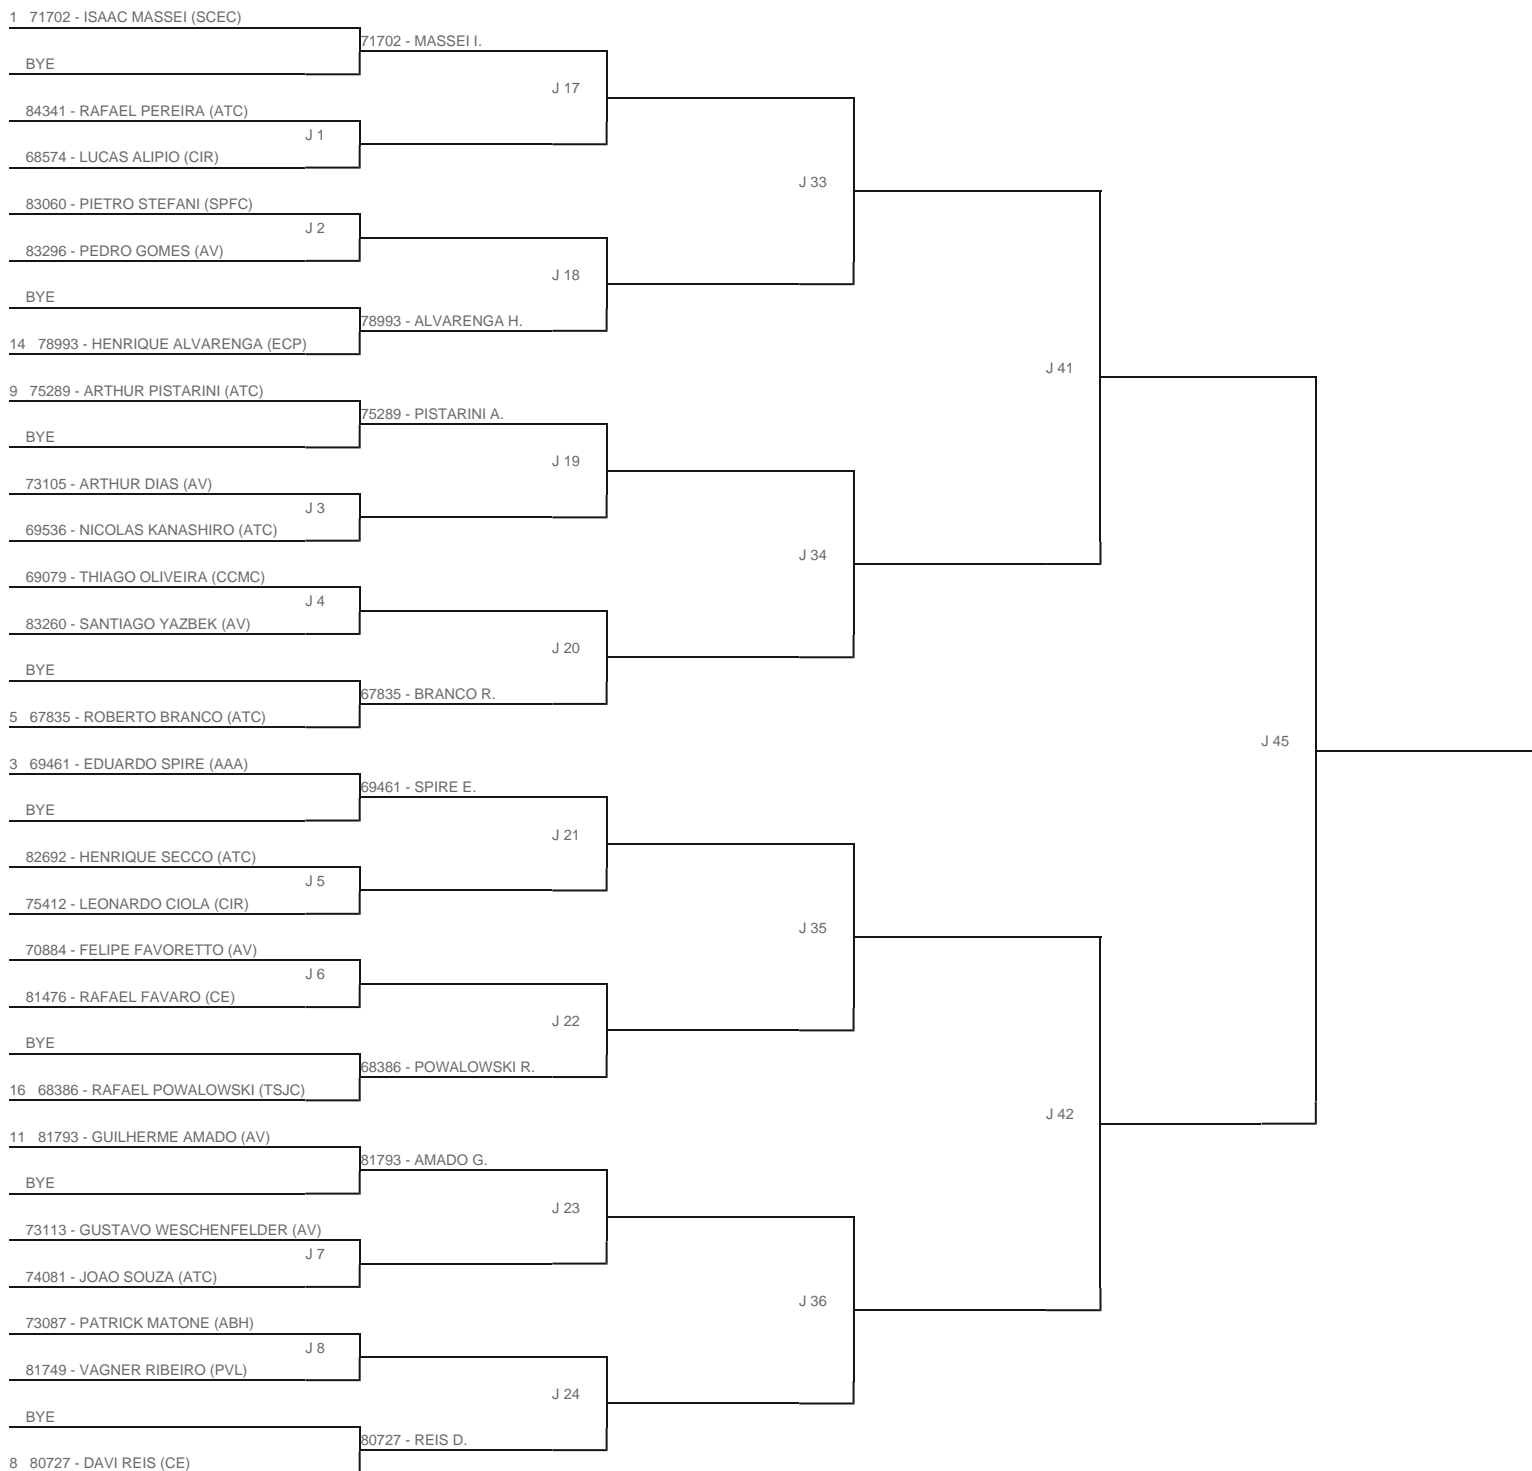 1 71702 - ISAAC MASSEI (SCEC)
71702 - MASSEI I.
BYE
J 17
84341 - RAFAEL PEREIRA (ATC)
J 1
68574 - LUCAS ALIPIO (CIR)
J 33
83060 - PIETRO STEFANI (SPFC)
J 2
83296 - PEDRO GOMES (AV)
J 18
BYE
78993 - ALVARENGA H.
14 78993 - HENRIQUE ALVARENGA (ECP)
J 41
9 75289 - ARTHUR PISTARINI (ATC)
75289 - PISTARINI A.
BYE
J 19
73105 - ARTHUR DIAS (AV)
J 3
69536 - NICOLAS KANASHIRO (ATC)
J 34
69079 - THIAGO OLIVEIRA (CCMC)
J 4
83260 - SANTIAGO YAZBEK (AV)
J 20
BYE
67835 - BRANCO R.
5 67835 - ROBERTO BRANCO (ATC)
J 45
3 69461 - EDUARDO SPIRE (AAA)
69461 - SPIRE E.
BYE
J 21
82692 - HENRIQUE SECCO (ATC)
J 5
75412 - LEONARDO CIOLA (CIR)
J 35
70884 - FELIPE FAVORETTO (AV)
J 6
81476 - RAFAEL FAVARO (CE)
J 22
BYE
68386 - POWALOWSKI R.
16 68386 - RAFAEL POWALOWSKI (TSJC)
J 42
11 81793 - GUILHERME AMADO (AV)
81793 - AMADO G.
BYE
J 23
73113 - GUSTAVO WESCHENFELDER (AV)
J 7
74081 - JOAO SOUZA (ATC)
J 36
73087 - PATRICK MATONE (ABH)
J 8
81749 - VAGNER RIBEIRO (PVL)
J 24
BYE
80727 - REIS D.
8 80727 - DAVI REIS (CE)